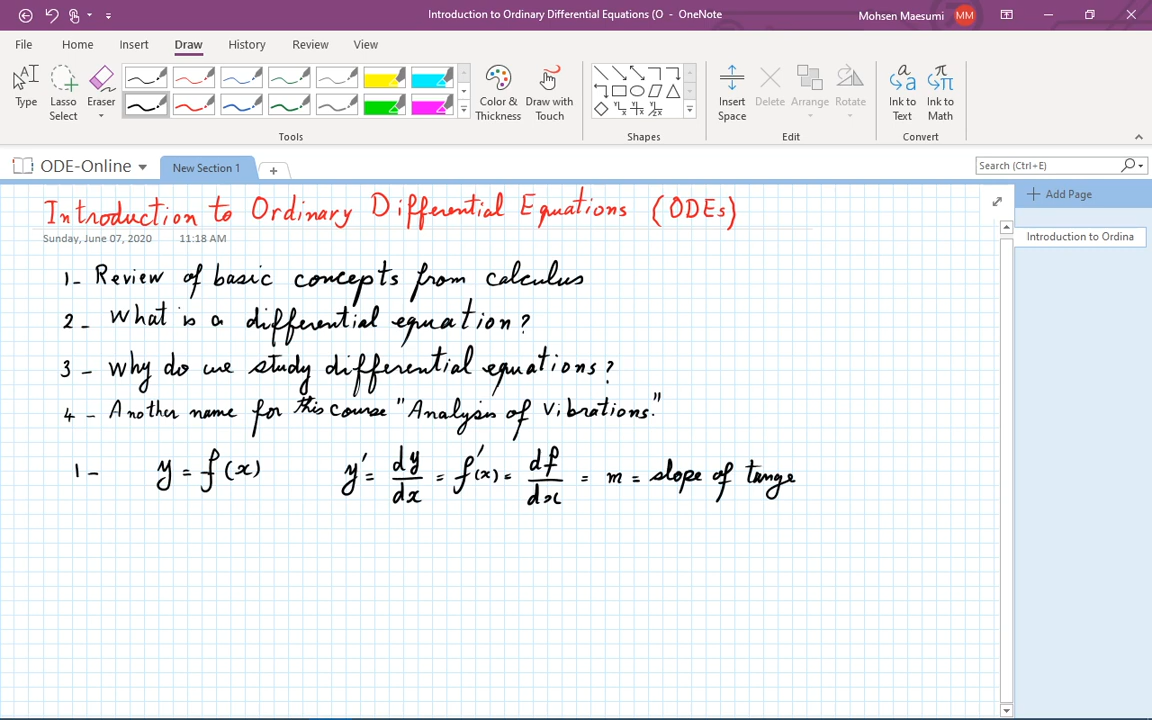 Introduction to Ordinary Differential Equations (O - OneNote
Mohsen Maesumi MM
File Home Insert Draw History Review View
Type
Lasso Select
Eraser
Color & Thickness
Draw with Touch
Insert Space
Delete
Arrange
Rotate
Ink to Text
Ink to Math
Tools Shapes Edit Convert
ODE-Online New Section 1 +
Search (Ctrl+E)
Add Page
Introduction to Ordina
Introduction to Ordinary Differential Equations (ODEs)
Sunday, June 07, 2020 11:18 AM
1- Review of basic concepts from calculus
2 - What is a differential equation?
3 - Why do we study differential equations?
4 - Another name for this course "Analysis of Vibrations."
1 - y = f(x) y' = dy/dx = f'(x) = df/dx = m = slope of tange